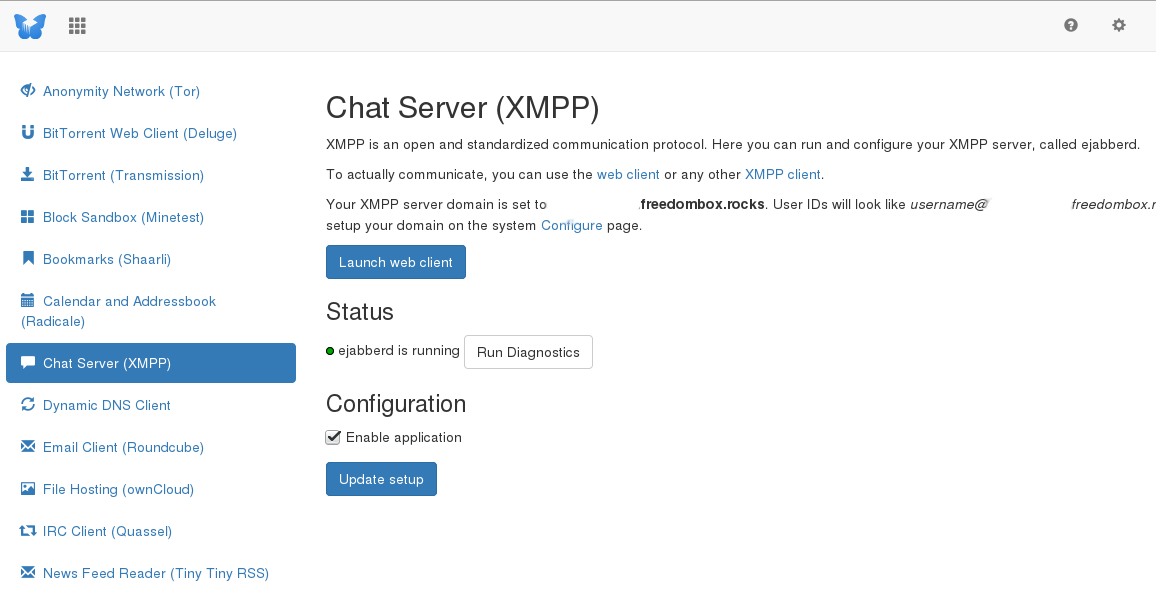 Anonymity Network (Tor)
BitTorrent Web Client (Deluge)
BitTorrent (Transmission)
Block Sandbox (Minetest)
Bookmarks (Shaarli)
Calendar and Addressbook
(Radicale)
Chat Server (XMPP)
Dynamic DNS Client
Email Client (Roundcube)
File Hosting (ownCloud)
IRC Client (Quassel)
News Feed Reader (Tiny Tiny RSS)
Chat Server (XMPP)
XMPP is an open and standardized communication protocol. Here you can run and configure your XMPP server, called ejabberd.
To actually communicate, you can use the web client or any other XMPP client.
Your XMPP server domain is set to .freedombox.rocks. User IDs will look like username@ freedombox.r
setup your domain on the system Configure page.
Launch web client
Status
ejabberd is running Run Diagnostics
Configuration
Enable application
Update setup